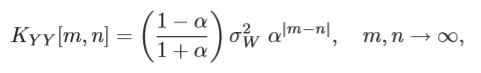 K_{YY}[m,n] = \left( \frac{1-\alpha}{1+\alpha} \right) \sigma_W^2 \alpha^{|m-n|}, \quad m,n \to \infty,